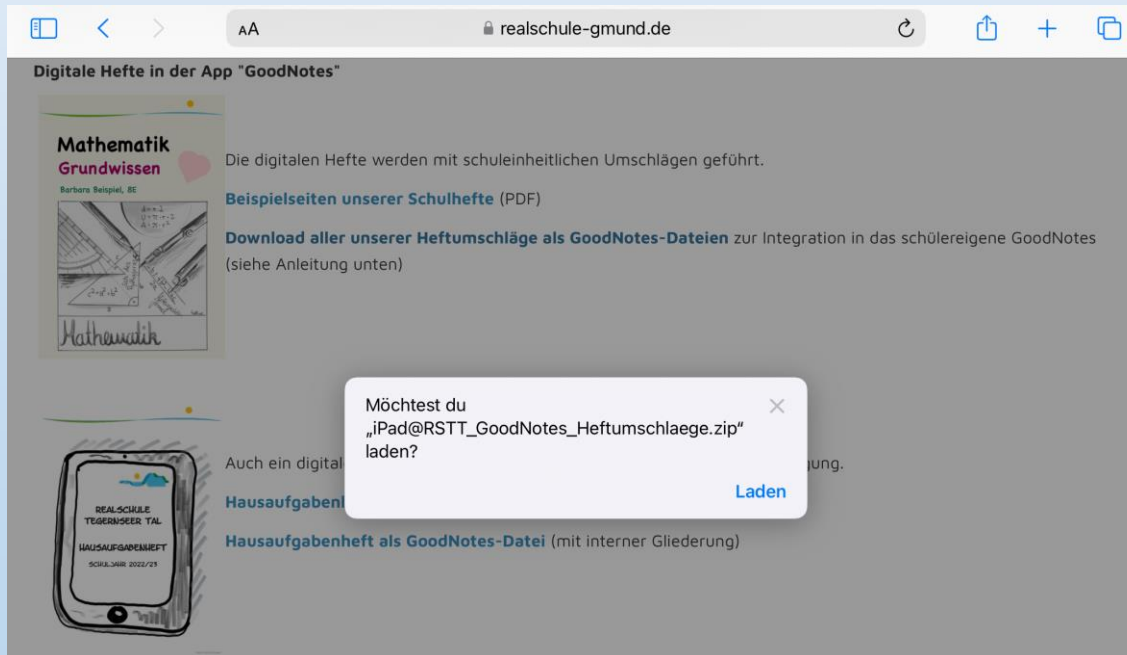 AA
realschule-gmund.de
Digitale Hefte in der App "GoodNotes"
Mathematik
Grundwissen
Barbara Beispiel, 8E
Mathematik
Die digitalen Hefte werden mit schuleinheitlichen Umschlägen geführt.
Beispielseiten unserer Schulhefte (PDF)
Download aller unserer Heftumschläge als GoodNotes-Dateien zur Integration in das schülereigene GoodNotes
(siehe Anleitung unten)
Möchtest du
„iPad@RSTT_GoodNotes_Heftumschlaege.zip“
laden?
Laden
REALSCHULE
TEGERNSEER TAL
HAUSAUFGABENHEFT
SCHULJAHR 2022/23
Auch ein digital
gung.
Hausaufgabenh
Hausaufgabenheft als GoodNotes-Datei (mit interner Gliederung)